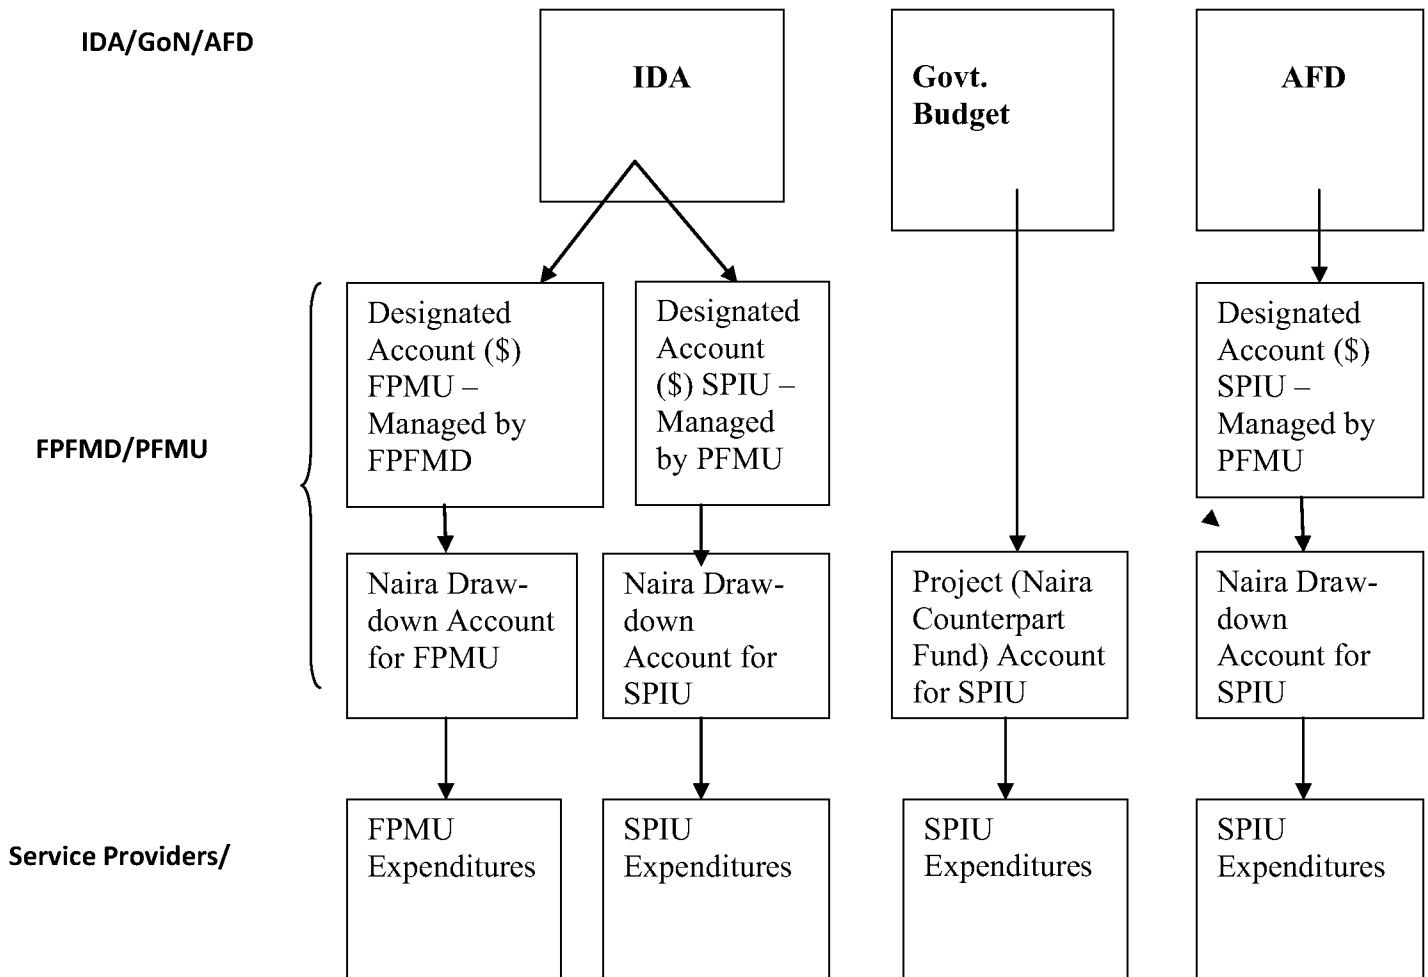 IDA/GoN/AFD
IDA
Govt.
Budget
AFD
FPFMD/PFMU
Designated
Account ($)
FPMU –
Managed by
FPFMD
Designated
Account
($) SPIU –
Managed
by PFMU
Designated
Account ($)
SPIU –
Managed by
PFMU
Naira Draw-
down Account
for FPMU
Naira Draw-
down
Account for
SPIU
Project (Naira
Counterpart
Fund) Account
for SPIU
Naira Draw-
down
Account for
SPIU
Service Providers/
FPMU
Expenditures
SPIU
Expenditures
SPIU
Expenditures
SPIU
Expenditures